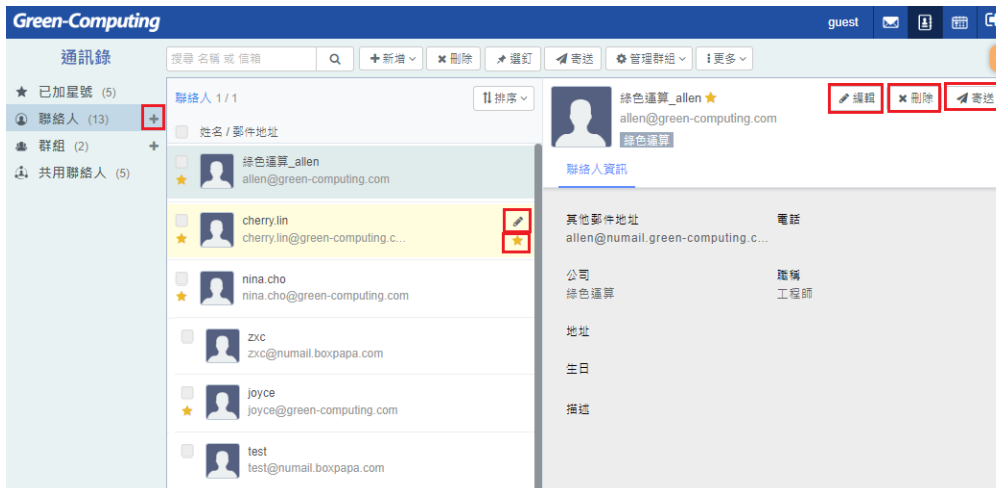 Green-Computing
guest
通訊錄
搜尋 名稱 或 信箱
新增
刪除
選釘
寄送
管理群組
更多
已加星號 (5)
聯絡人 (13)
群組 (2)
共用聯絡人 (5)
聯絡人 1 / 1
排序
姓名 / 郵件地址
綠色運算_allen
allen@green-computing.com
cherry.lin
cherry.lin@green-computing.c...
nina.cho
nina.cho@green-computing.com
zxc
zxc@numail.boxpapa.com
joyce
joyce@green-computing.com
test
test@numail.boxpapa.com
綠色運算_allen
allen@green-computing.com
綠色運算
編輯
刪除
寄送
聯絡人資訊
其他郵件地址
電話
allen@numail.green-computing.c...
公司
職稱
綠色運算
工程師
地址
生日
描述